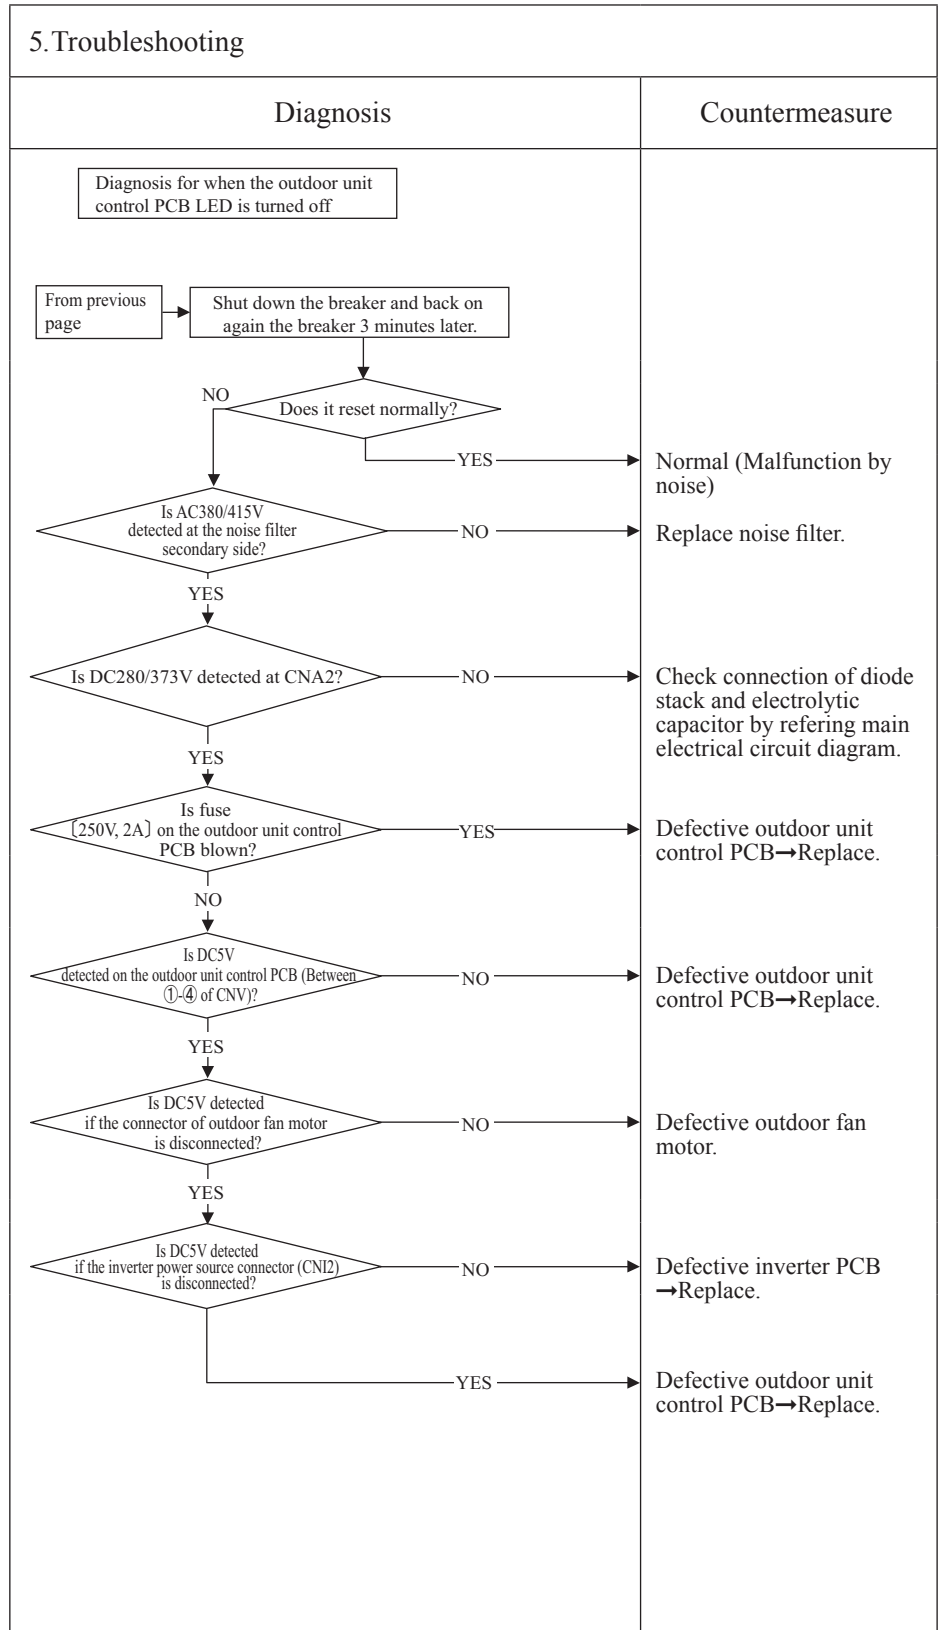 5.Troubleshooting
Diagnosis
Countermeasure
Diagnosis for when the outdoor unit
control PCB LED is turned off
From previous
page
Shut down the breaker and back on
again the breaker 3 minutes later.
NO
Does it reset normally?
YES
Normal (Malfunction by
noise)
Is AC380/415V
detected at the noise filter
secondary side?
NO
Replace noise filter.
YES
Is DC280/373V detected at CNA2?
NO
Check connection of diode
stack and electrolytic
capacitor by refering main
electrical circuit diagram.
YES
Is fuse
〔250V, 2A〕on the outdoor unit control
PCB blown?
YES
Defective outdoor unit
control PCB→Replace.
NO
Is DC5V
detected on the outdoor unit control PCB (Between
①-④ of CNV)?
NO
Defective outdoor unit
control PCB→Replace.
YES
Is DC5V detected
if the connector of outdoor fan motor
is disconnected?
NO
Defective outdoor fan
motor.
YES
Is DC5V detected
if the inverter power source connector (CNI2)
is disconnected?
NO
Defective inverter PCB
→Replace.
YES
Defective outdoor unit
control PCB→Replace.